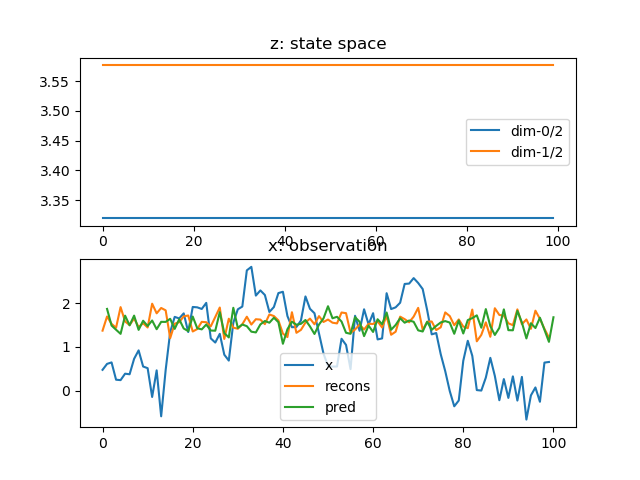 z: state space
3.55
3.50
3.45
3.40
3.35
dim-0/2
dim-1/2
0 20 40 60 80 100
x: observation
2
1
0
x
recons
pred
0 20 40 60 80 100